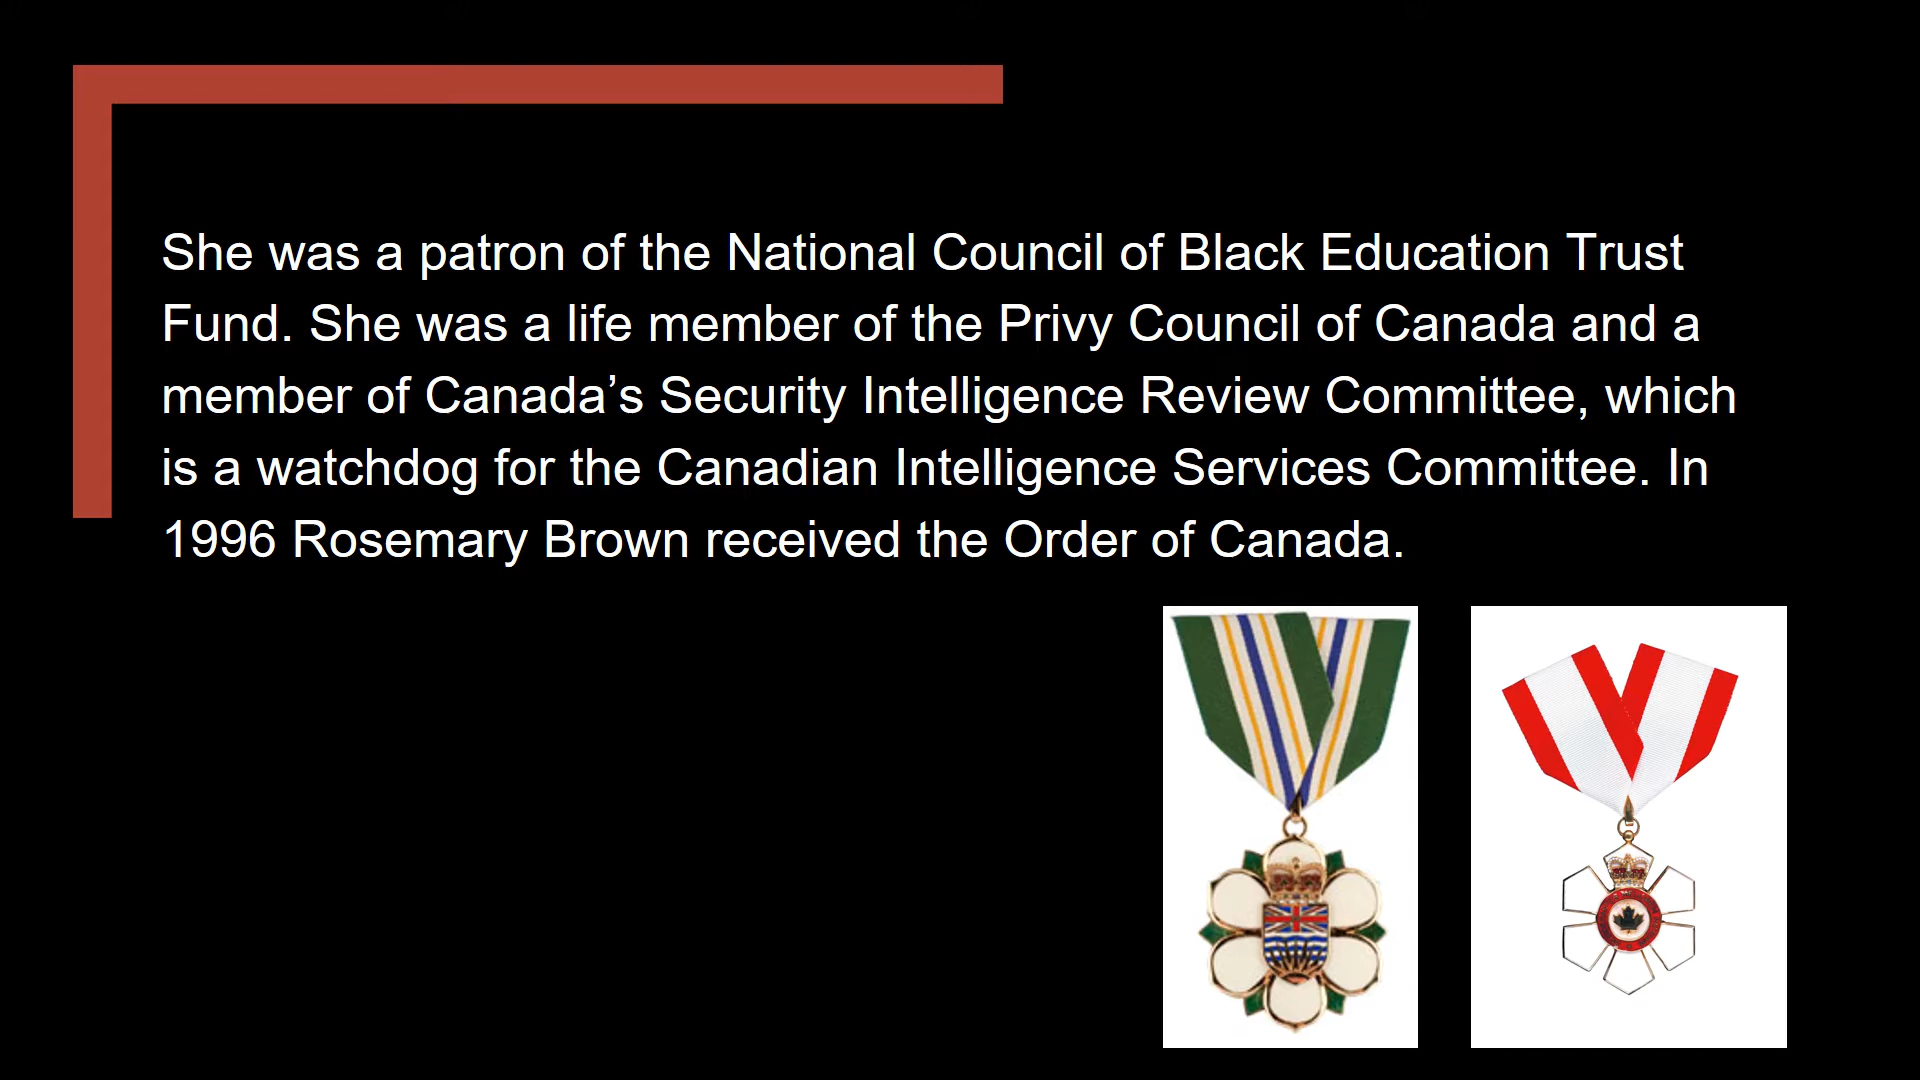 She was a patron of the National Council of Black Education Trust
Fund. She was a life member of the Privy Council of Canada and a
member of Canada’s Security Intelligence Review Committee, which
is a watchdog for the Canadian Intelligence Services Committee. In
1996 Rosemary Brown received the Order of Canada.